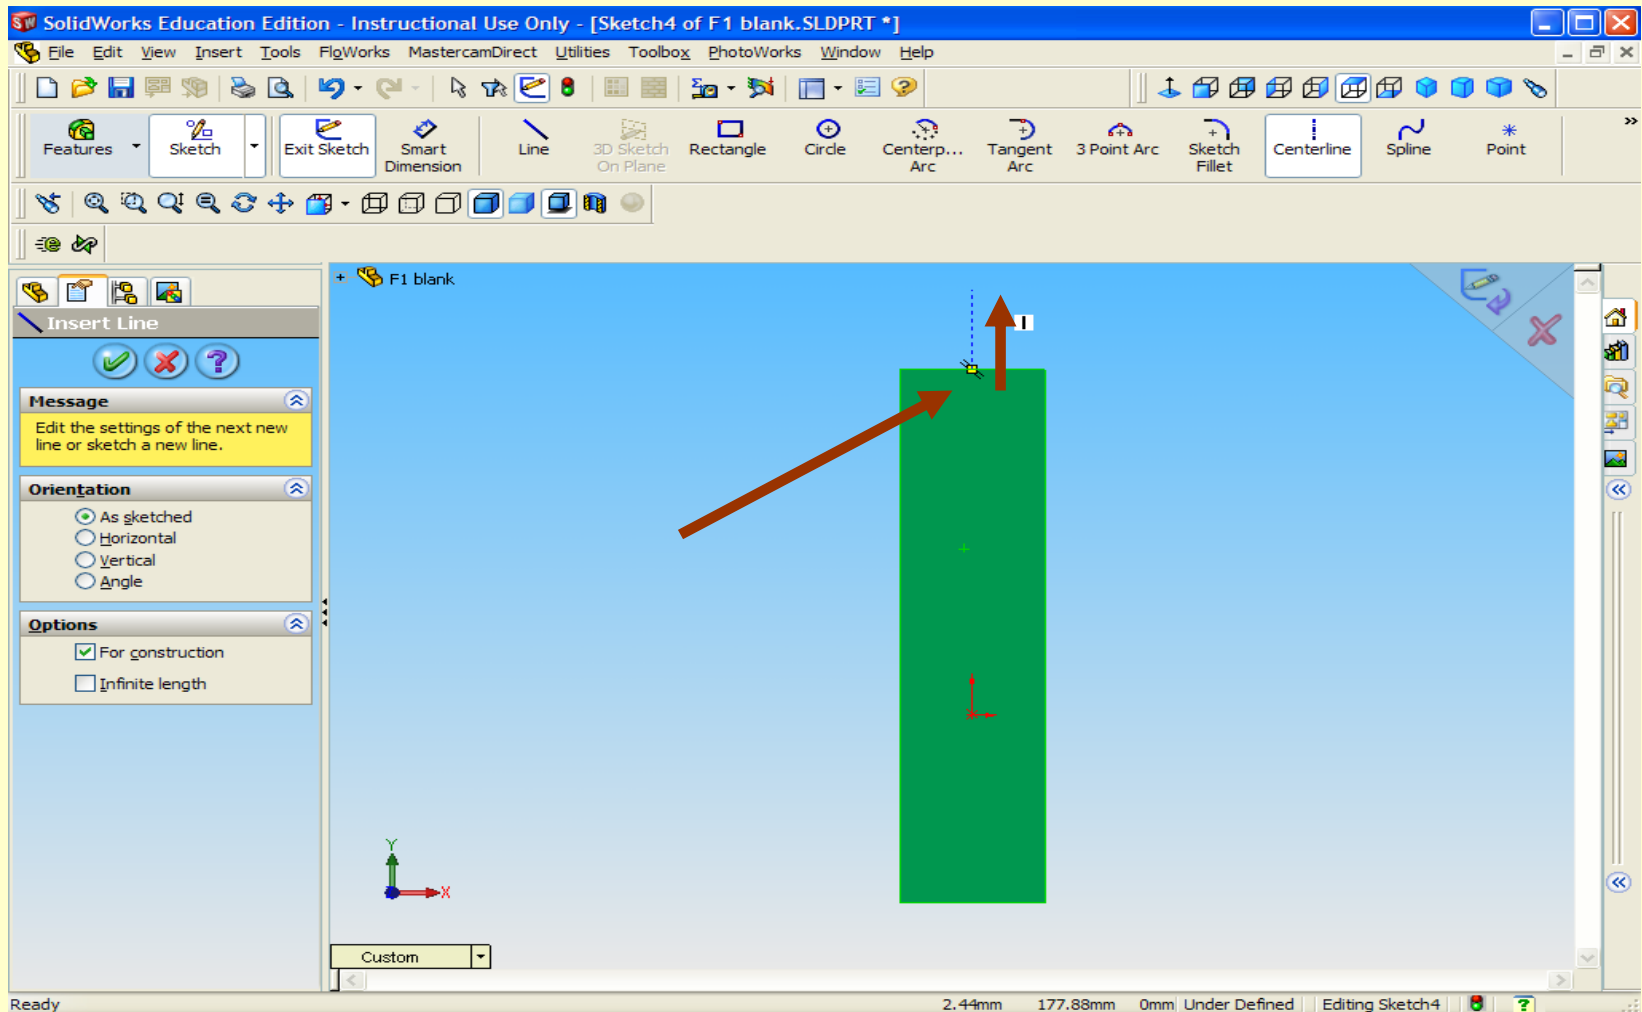 SolidWorks Education Edition - Instructional Use Only - [Sketch4 of F1 blank.SLDPRT *]
File Edit View Insert Tools FloWorks MastercamDirect Utilities Toolbox PhotoWorks Window Help
Features Sketch Exit Sketch Smart Dimension Line 3D Sketch On Plane Rectangle Circle Centerp... Arc Tangent Arc 3 Point Arc Sketch Fillet Centerline Spline Point »
F1 blank
Insert Line
Message
Edit the settings of the next new
line or sketch a new line.
Orientation
As sketched
Horizontal
Vertical
Angle
Options
For construction
Infinite length
Y
X
Custom
Ready 2.44mm 177.88mm 0mm Under Defined Editing Sketch4